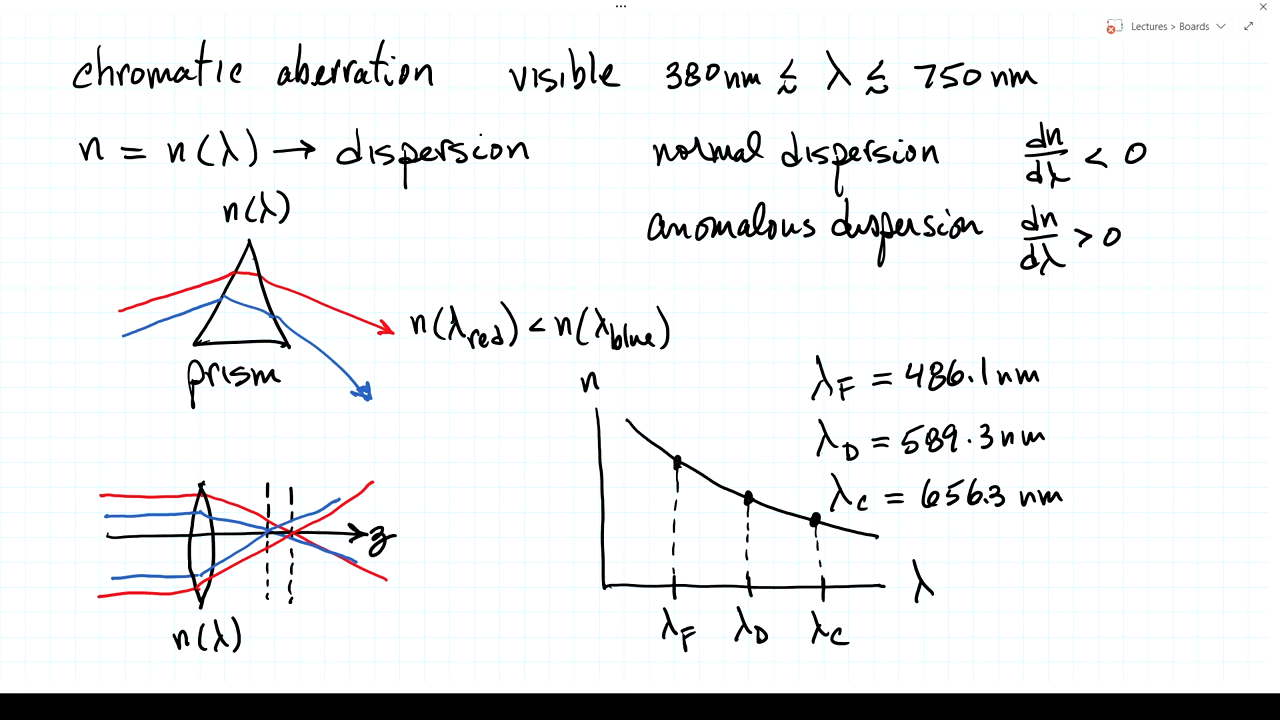 ...
Lectures > Boards
chromatic aberration visible 380 nm ≲ λ ≲ 750 nm
n = n(λ) → dispersion
normal dispersion dn/dλ < 0
anomalous dispersion dn/dλ > 0
n(λ)
prism
n(λ_red) < n(λ_blue)
λ_F = 486.1 nm
λ_D = 589.3 nm
λ_C = 656.3 nm
n
λ
λ_F λ_D λ_C
z
n(λ)